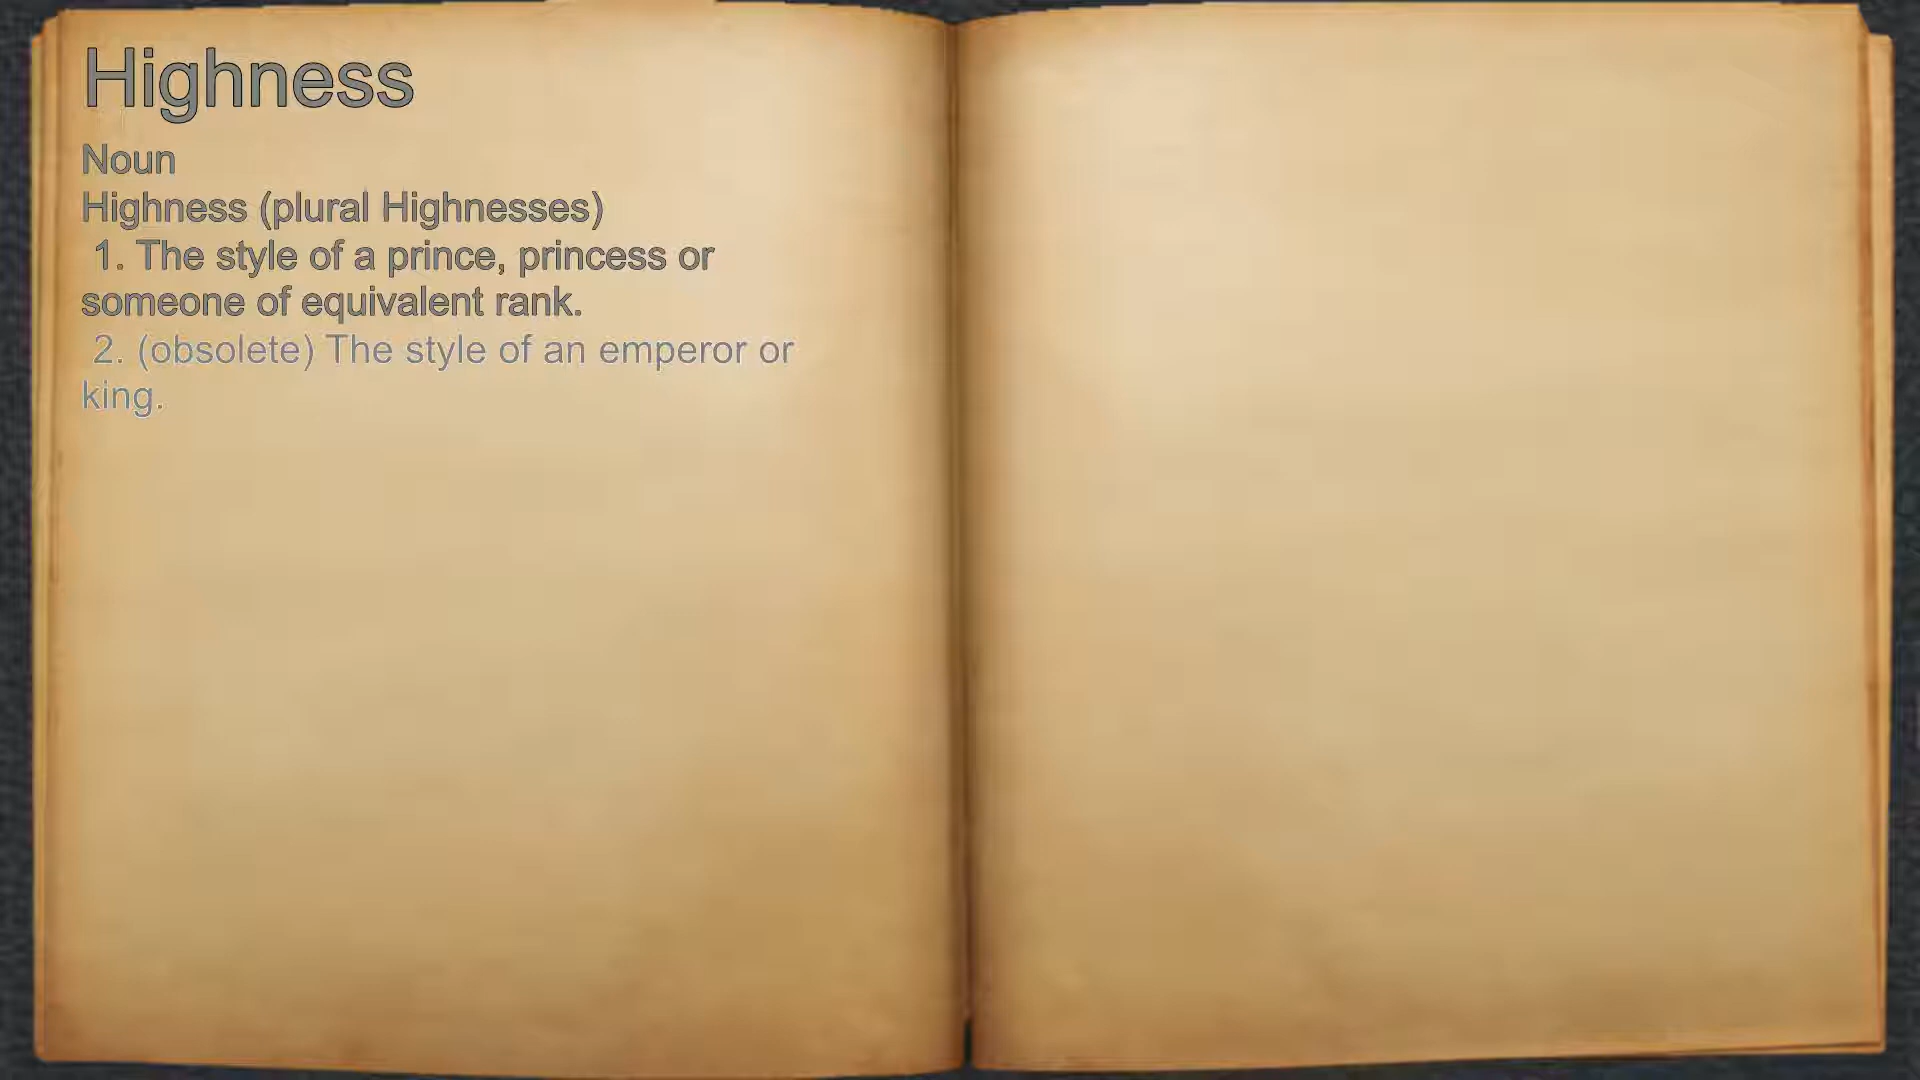 Highness
Noun
Highness (plural Highnesses)
1. The style of a prince, princess or
someone of equivalent rank.
2. (obsolete) The style of an emperor or
king.